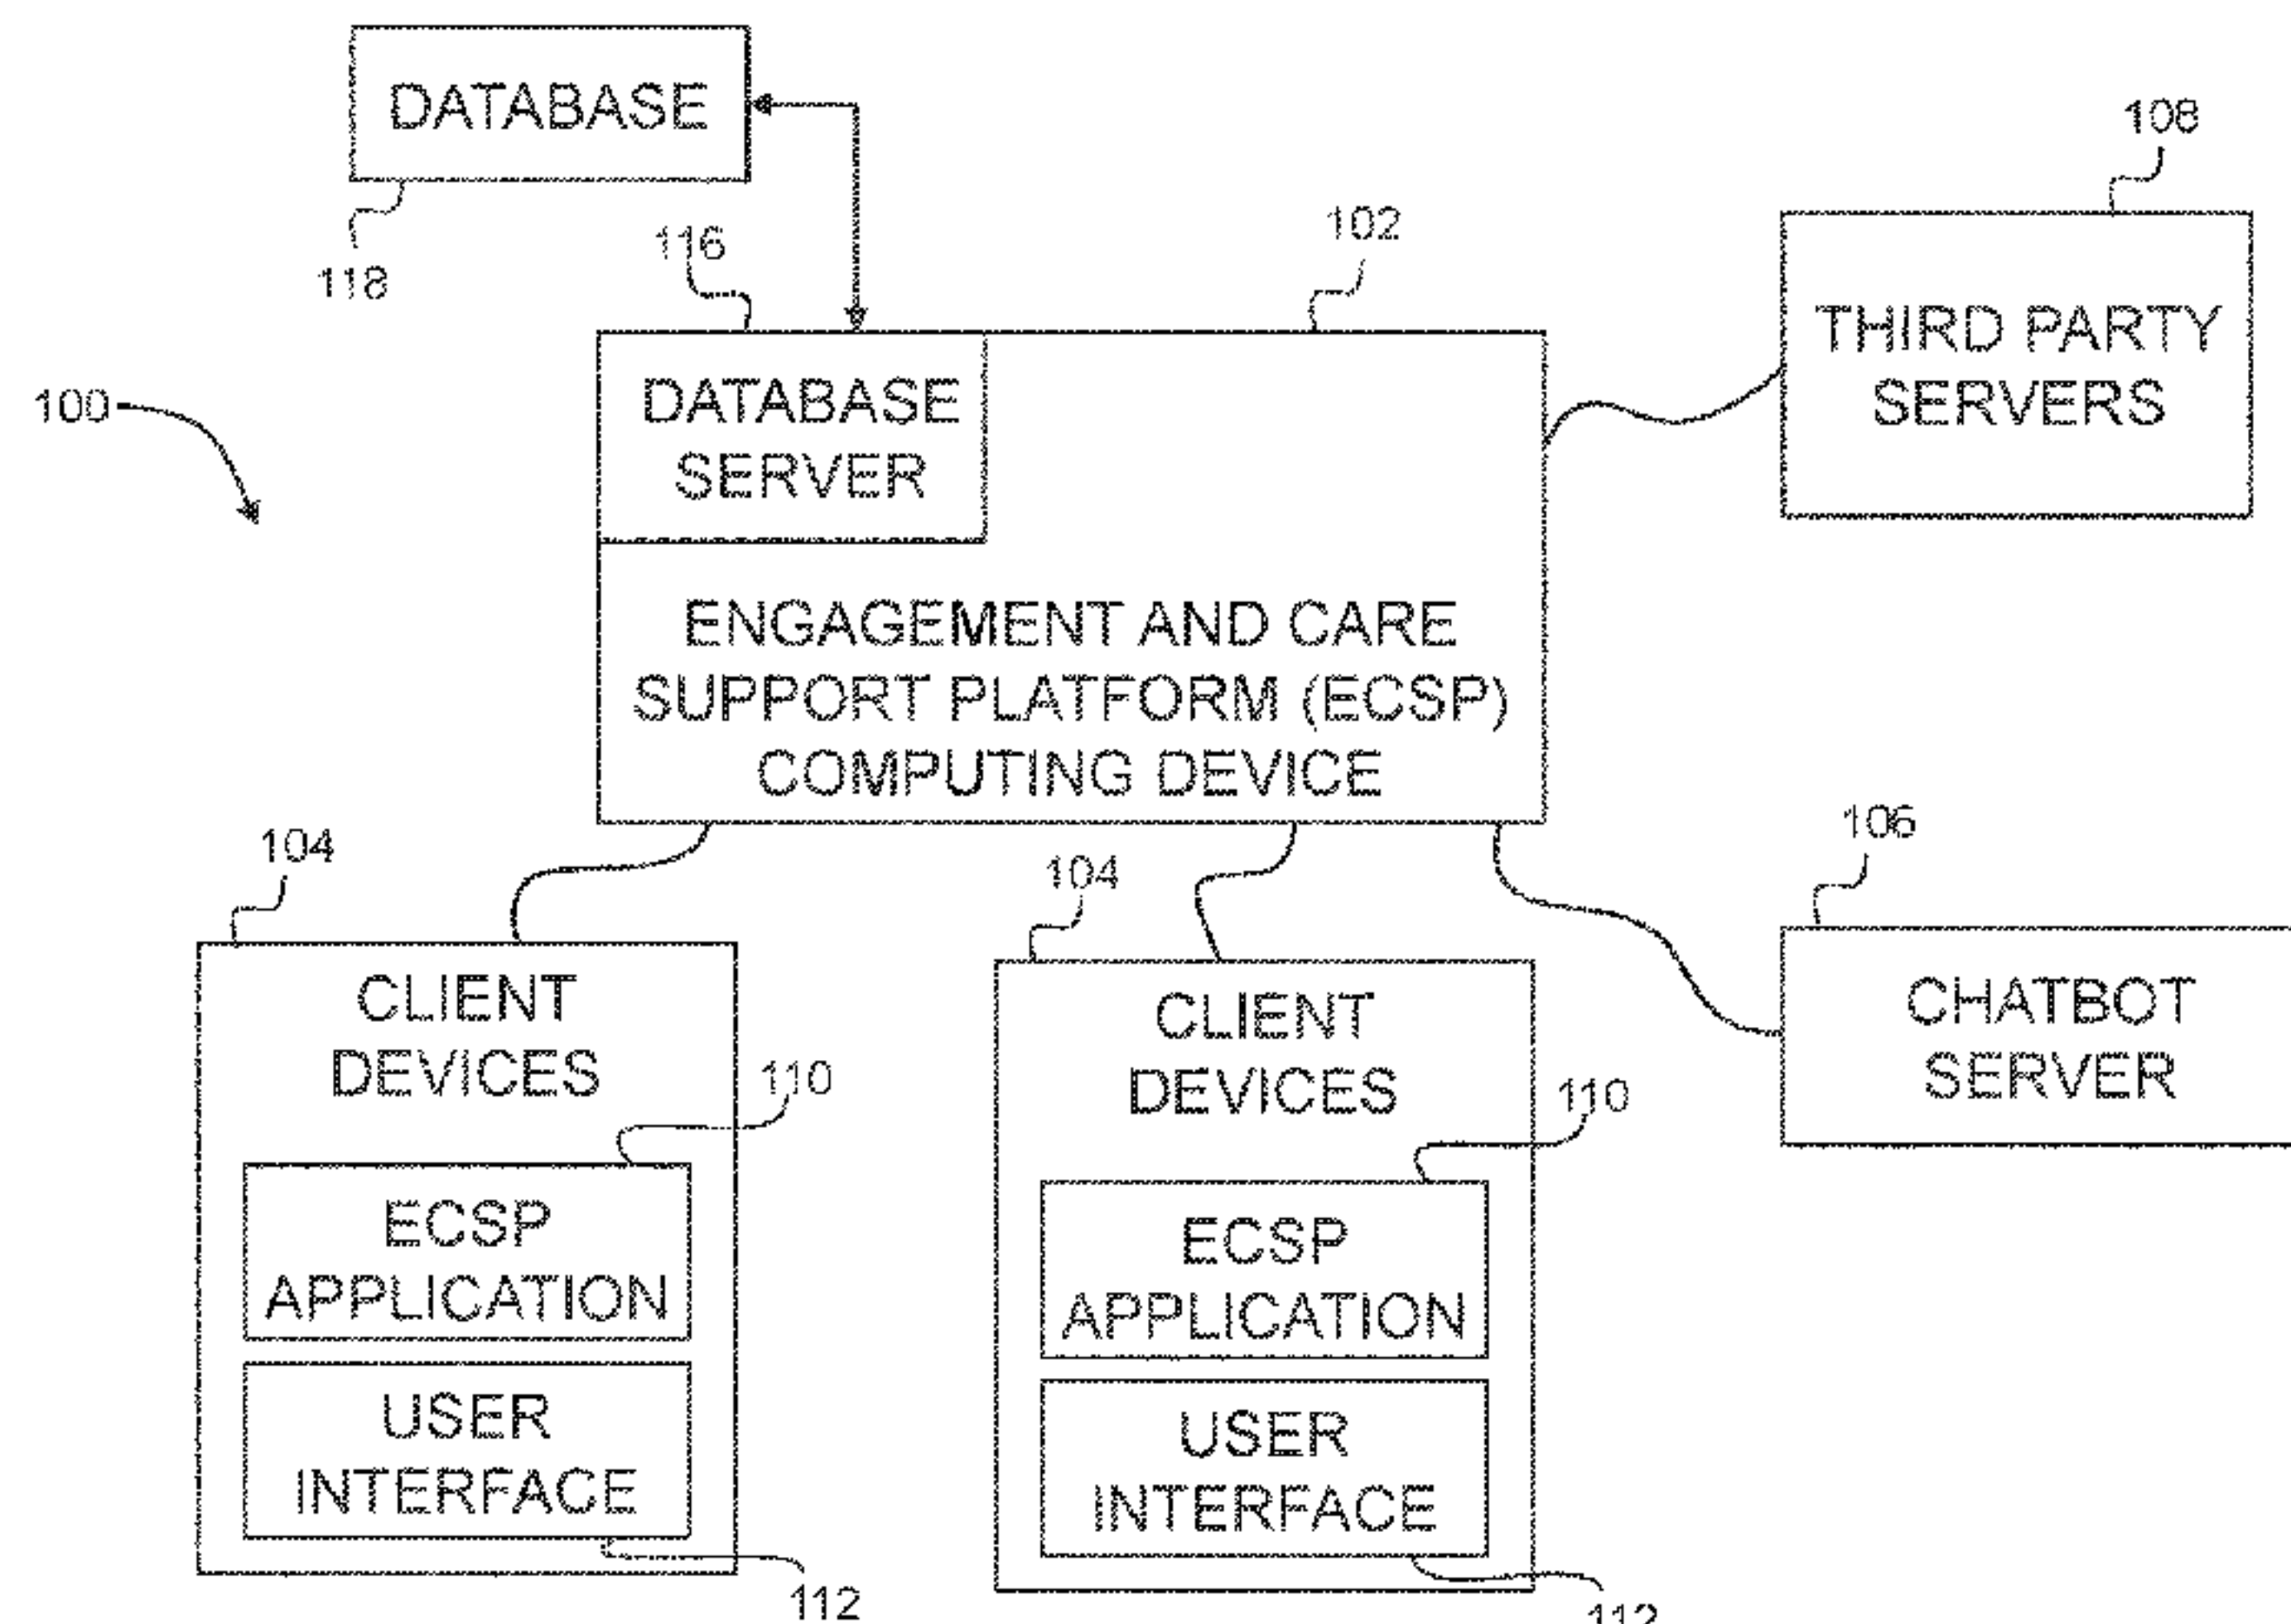 DATABASE
118
116
102
108
100
DATABASE
SERVER
THIRD PARTY
SERVERS
ENGAGEMENT AND CARE
SUPPORT PLATFORM (ECSP)
COMPUTING DEVICE
104
CLIENT
DEVICES
110
ECSP
APPLICATION
USER
INTERFACE
112
104
CLIENT
DEVICES
110
ECSP
APPLICATION
USER
INTERFACE
112
106
CHATBOT
SERVER